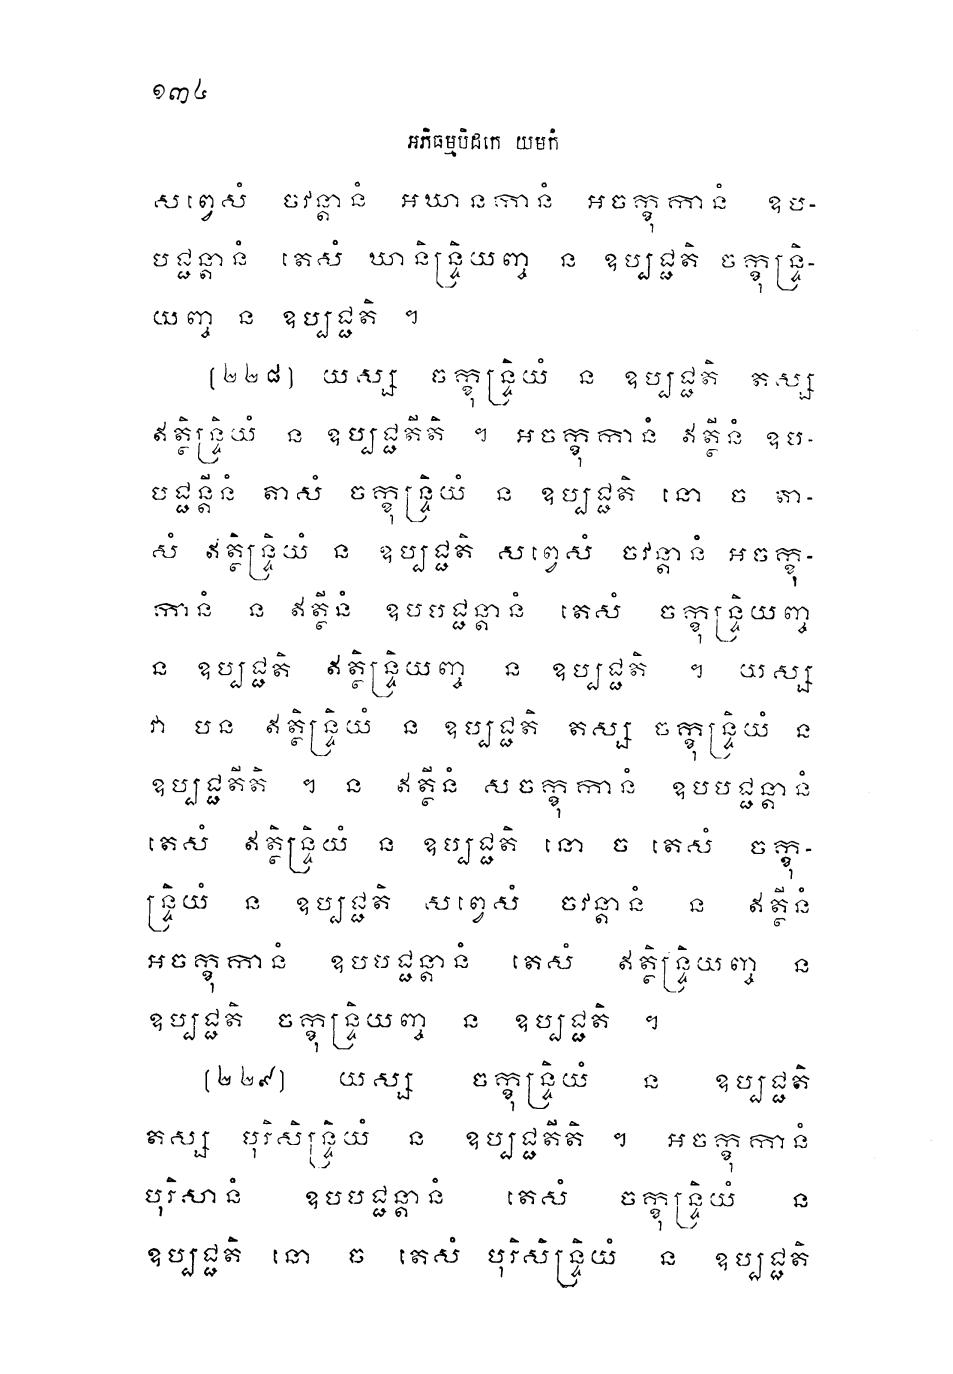 ១៣៤
អភិធម្មបិដកេ យមកំ
សព្វេសំ ចវន្តានំ អឃានកានំ អចក្ខុកានំ ឧប-
បជ្ជន្តានំ តេសំ ឃានិន្ទ្រិយញ្ច ន ឧប្បជ្ជតិ ចក្ខុន្ទ្រិ-
យញ្ច ន ឧប្បជ្ជតិ ។
(២២៨) យស្ស ចក្ខុន្ទ្រិយំ ន ឧប្បជ្ជតិ តស្ស
ឥត្ថិន្ទ្រិយំ ន ឧប្បជ្ជតីតិ ។ អចក្ខុកានំ ឥត្ថីនំ ឧប-
បជ្ជន្តីនំ តាសំ ចក្ខុន្ទ្រិយំ ន ឧប្បជ្ជតិ នោ ច តា-
សំ ឥត្ថិន្ទ្រិយំ ន ឧប្បជ្ជតិ សព្វេសំ ចវន្តានំ អចក្ខុ-
កានំ ន ឥត្ថីនំ ឧបបជ្ជន្តានំ តេសំ ចក្ខុន្ទ្រិយញ្ច
ន ឧប្បជ្ជតិ ឥត្ថិន្ទ្រិយញ្ច ន ឧប្បជ្ជតិ ។ យស្ស
វា បន ឥត្ថិន្ទ្រិយំ ន ឧប្បជ្ជតិ តស្ស ចក្ខុន្ទ្រិយំ ន
ឧប្បជ្ជតីតិ ។ ន ឥត្ថីនំ សចក្ខុកានំ ឧបបជ្ជន្តានំ
តេសំ ឥត្ថិន្ទ្រិយំ ន ឧប្បជ្ជតិ នោ ច តេសំ ចក្ខុ-
ន្ទ្រិយំ ន ឧប្បជ្ជតិ សព្វេសំ ចវន្តានំ ន ឥត្ថីនំ
អចក្ខុកានំ ឧបបជ្ជន្តានំ តេសំ ឥត្ថិន្ទ្រិយញ្ច ន
ឧប្បជ្ជតិ ចក្ខុន្ទ្រិយញ្ច ន ឧប្បជ្ជតិ ។
(២២៩) យស្ស ចក្ខុន្ទ្រិយំ ន ឧប្បជ្ជតិ
តស្ស បុរិសិន្ទ្រិយំ ន ឧប្បជ្ជតីតិ ។ អចក្ខុកានំ
បុរិសានំ ឧបបជ្ជន្តានំ តេសំ ចក្ខុន្ទ្រិយំ ន
ឧប្បជ្ជតិ នោ ច តេសំ បុរិសិន្ទ្រិយំ ន ឧប្បជ្ជតិ